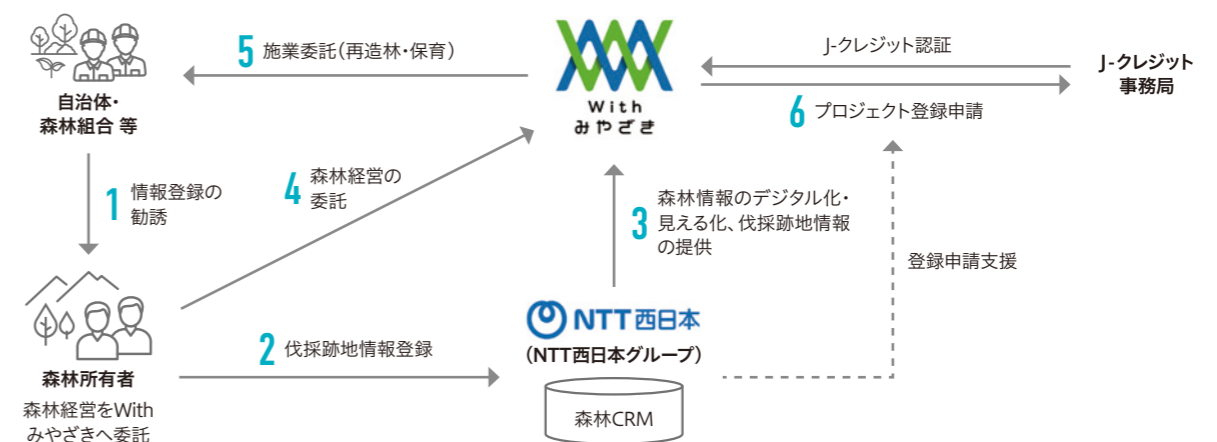 5 施業委託（再造林・保育）
With
みやざき
J-クレジット認証
J-クレジット
事務局
6 プロジェクト登録申請
自治体・
森林組合 等
1 情報登録の
勧誘
4 森林経営の
委託
3 森林情報のデジタル化・
見える化、伐採跡地情報
の提供
登録申請支援
NTT西日本
（NTT西日本グループ）
2 伐採跡地情報登録
森林所有者
森林経営をWith
みやざきへ委託
森林CRM